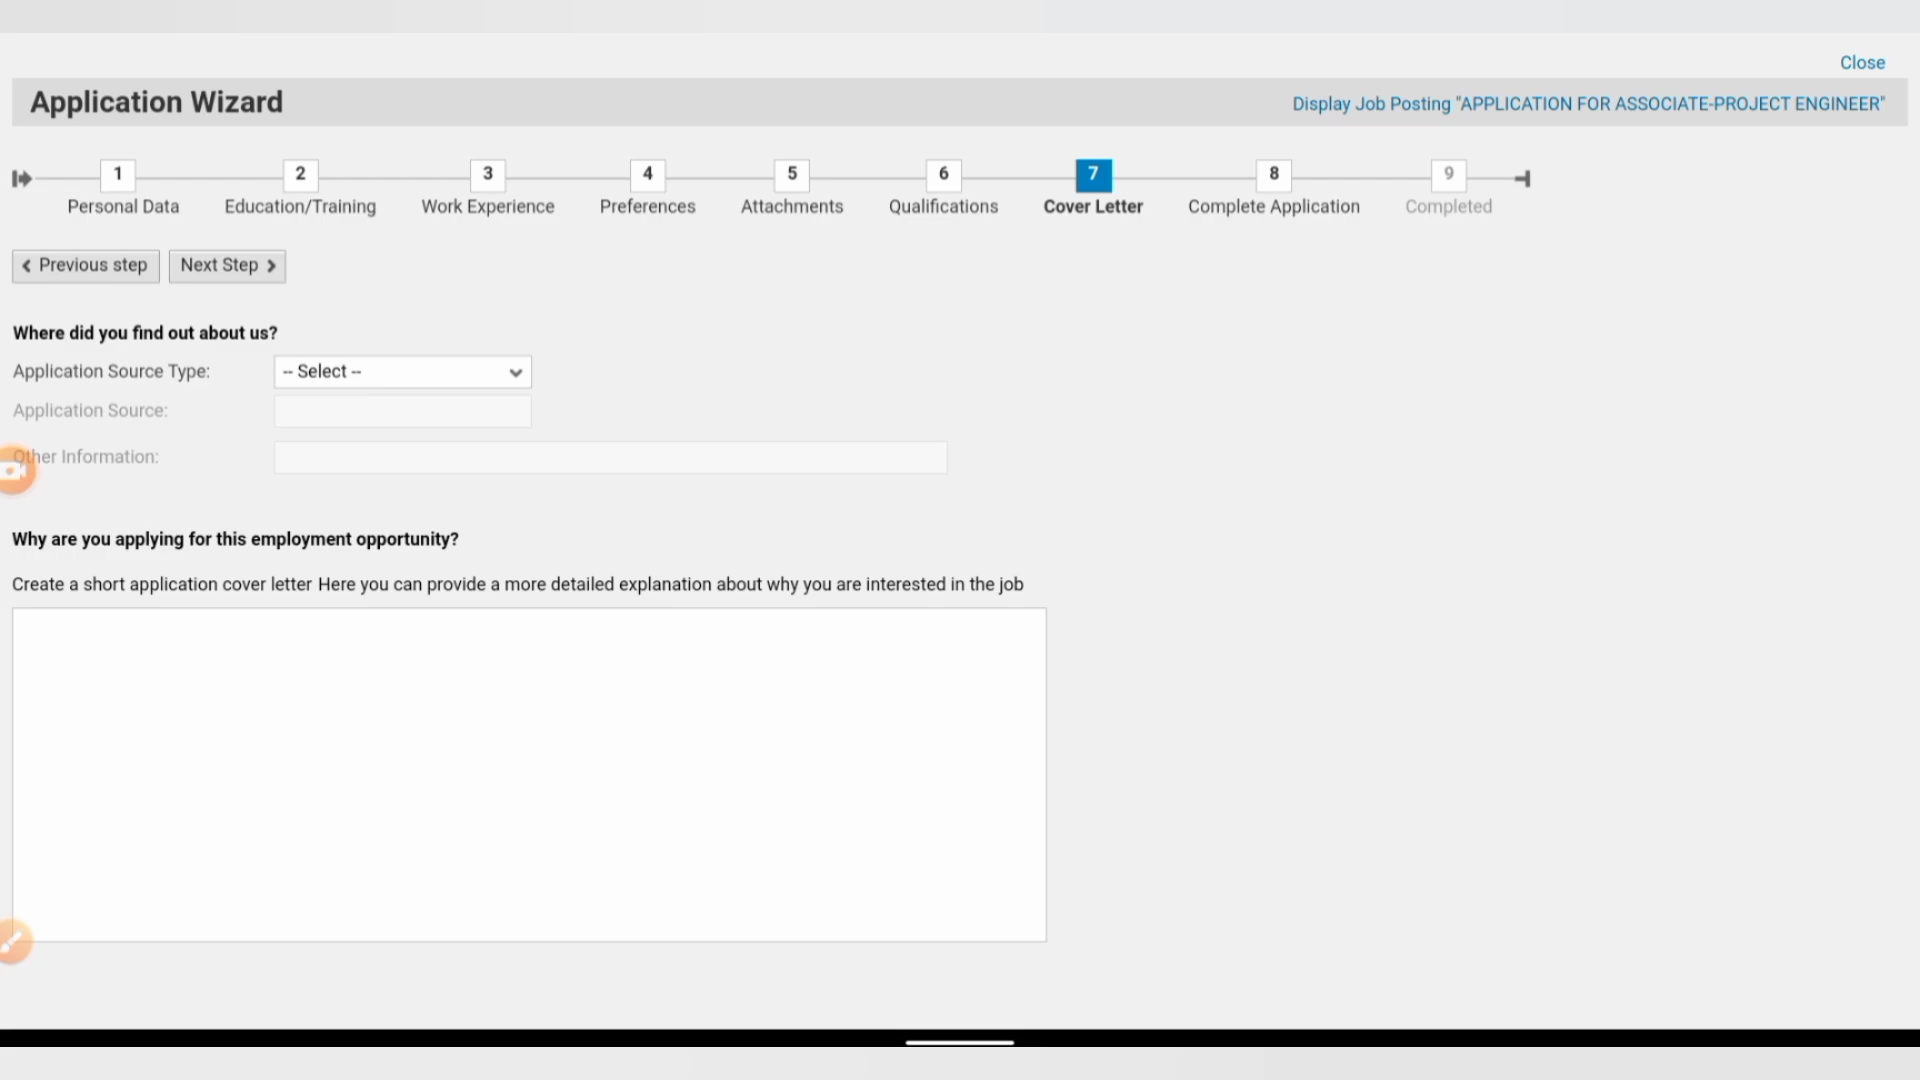 Close
Application Wizard
Display Job Posting "APPLICATION FOR ASSOCIATE-PROJECT ENGINEER"
1 2 3 4 5 6 7 8 9
Personal Data Education/Training Work Experience Preferences Attachments Qualifications Cover Letter Complete Application Completed
Previous step Next Step
Where did you find out about us?
Application Source Type: -- Select --
Application Source:
Other Information:
Why are you applying for this employment opportunity?
Create a short application cover letter Here you can provide a more detailed explanation about why you are interested in the job